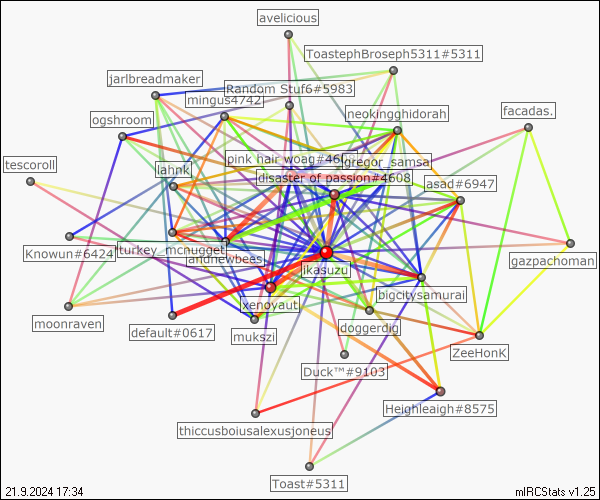 avelicious
ToastephBroseph5311#5311
jarlbreadmaker
Random Stuf6#5983
mingus4742
neokingghidorah
facadas.
ogshroom
pink hair woag#460
gregor_samsa
tescoroll
lahnk
disaster of passion#4608
asad#6947
Knowun#6424
turkey_mcnugget
andnewbees
gazpachoman
ikasuzu
xenoyaut
bigcitysamurai
moonraven
default#0617
mukszi
doggerdig
ZeeHonK
Duck™#9103
Heighleigh#8575
thiccusboiusalexusjoneus
Toast#5311
21.9.2024 17:34
mIRCStats v1.25